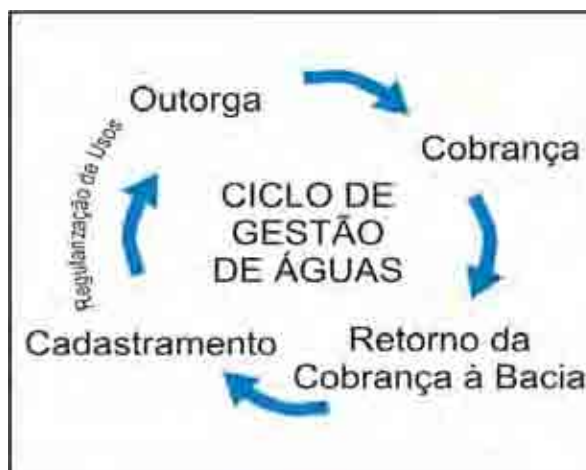 Outorga
Cobrança
Regularização de Usos
CICLO DE
GESTÃO
DE ÁGUAS
Cadastramento
Retorno da
Cobrança à Bacia